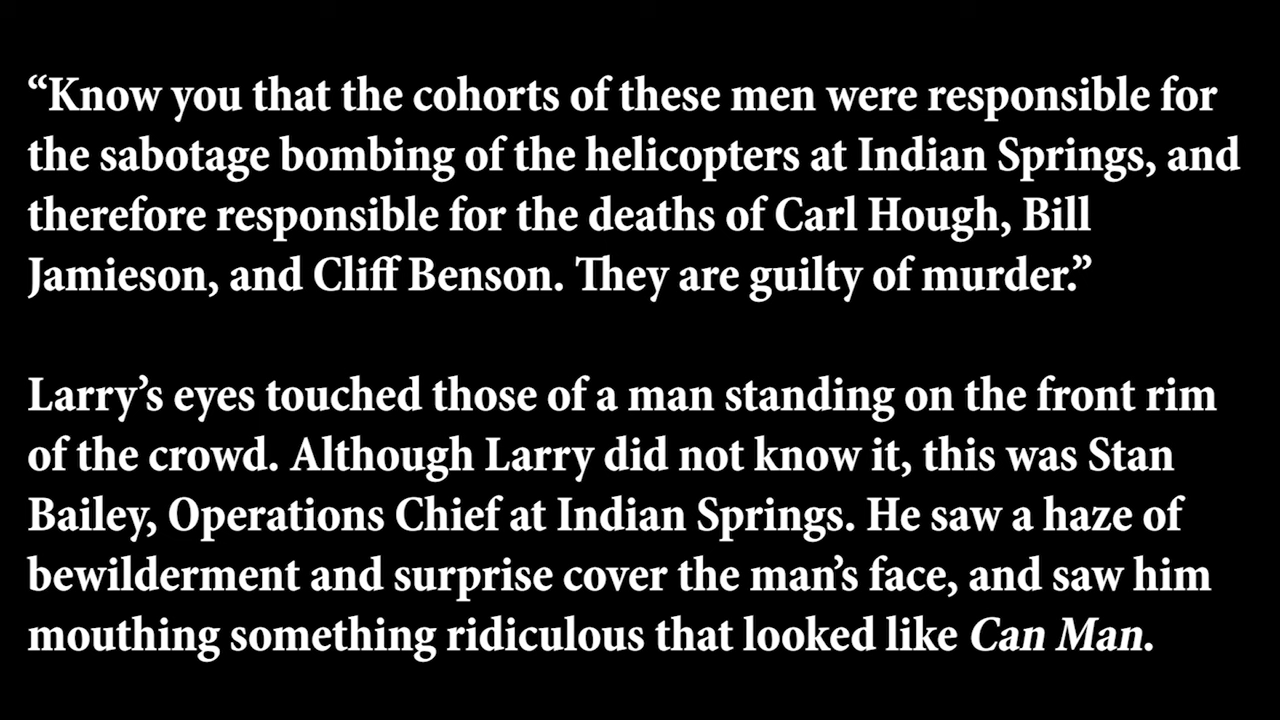 “Know you that the cohorts of these men were responsible for
the sabotage bombing of the helicopters at Indian Springs, and
therefore responsible for the deaths of Carl Hough, Bill
Jamieson, and Cliff Benson. They are guilty of murder.”
Larry’s eyes touched those of a man standing on the front rim
of the crowd. Although Larry did not know it, this was Stan
Bailey, Operations Chief at Indian Springs. He saw a haze of
bewilderment and surprise cover the man’s face, and saw him
mouthing something ridiculous that looked like Can Man.